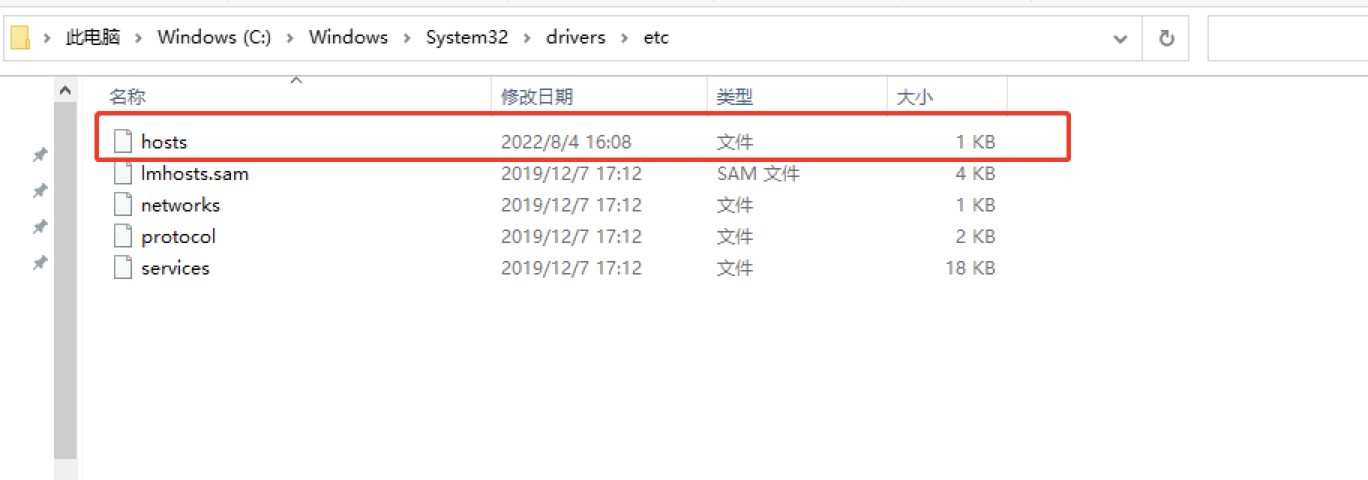 此电脑 > Windows (C:) > Windows > System32 > drivers > etc
名称 修改日期 类型 大小
hosts 2022/8/4 16:08 文件 1 KB
lmhosts.sam 2019/12/7 17:12 SAM 文件 4 KB
networks 2019/12/7 17:12 文件 1 KB
protocol 2019/12/7 17:12 文件 2 KB
services 2019/12/7 17:12 文件 18 KB